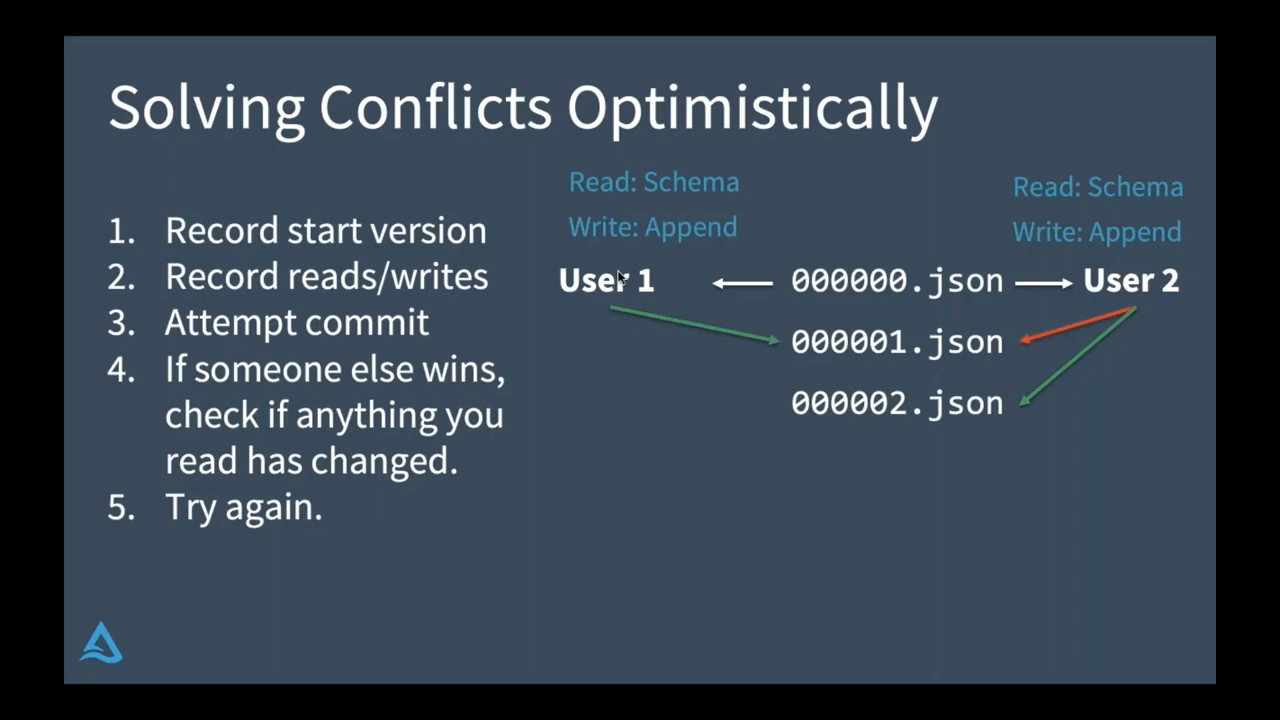 Solving Conflicts Optimistically
1. Record start version
2. Record reads/writes
3. Attempt commit
4. If someone else wins,
check if anything you
read has changed.
5. Try again.
Read: Schema
Write: Append
Read: Schema
Write: Append
User 1
000000.json
User 2
000001.json
000002.json